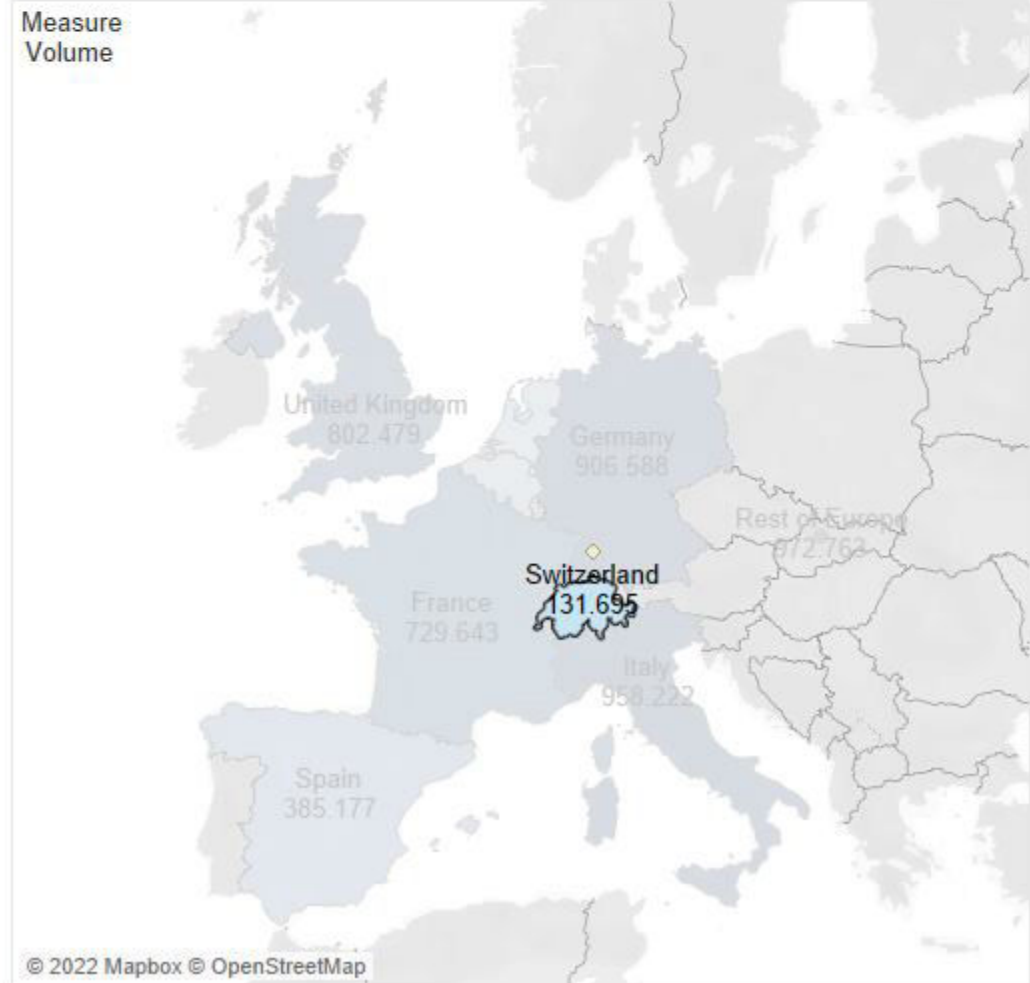 Measure
Volume
United Kingdom
802.479
Germany
906.588
Rest of Europe
972.763
Switzerland
131.695
France
729.643
Italy
958.222
Spain
385.177
© 2022 Mapbox © OpenStreetMap